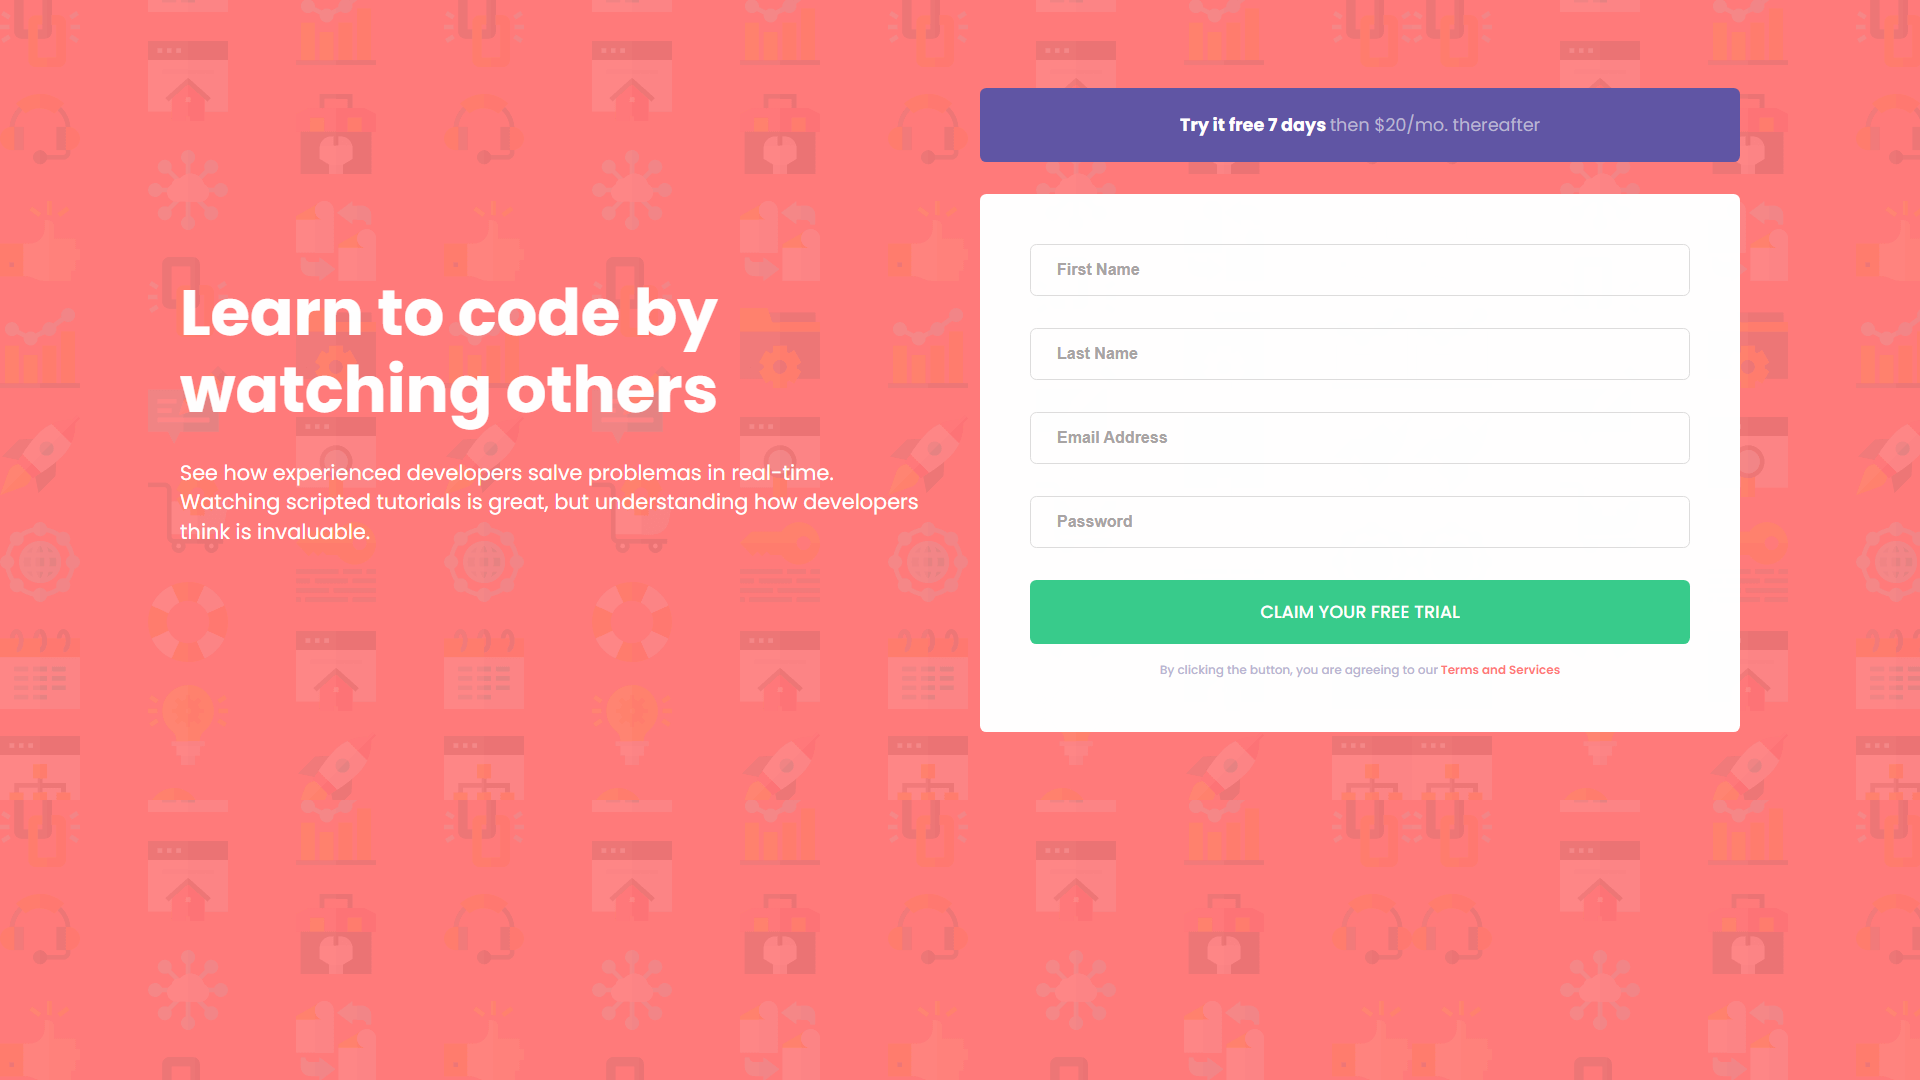 Learn to code by
watching others
See how experienced developers salve problemas in real-time.
Watching scripted tutorials is great, but understanding how developers
think is invaluable.
Try it free 7 days then $20/mo. thereafter
First Name
Last Name
Email Address
Password
CLAIM YOUR FREE TRIAL
By clicking the button, you are agreeing to our Terms and Services